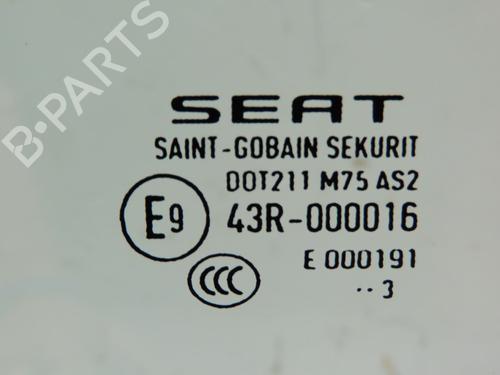 B-PARTS
SEAT
SAINT-GOBAIN SEKURIT
DOT211 M75 AS2
E9 43R-000016
CCC E 000191
··3